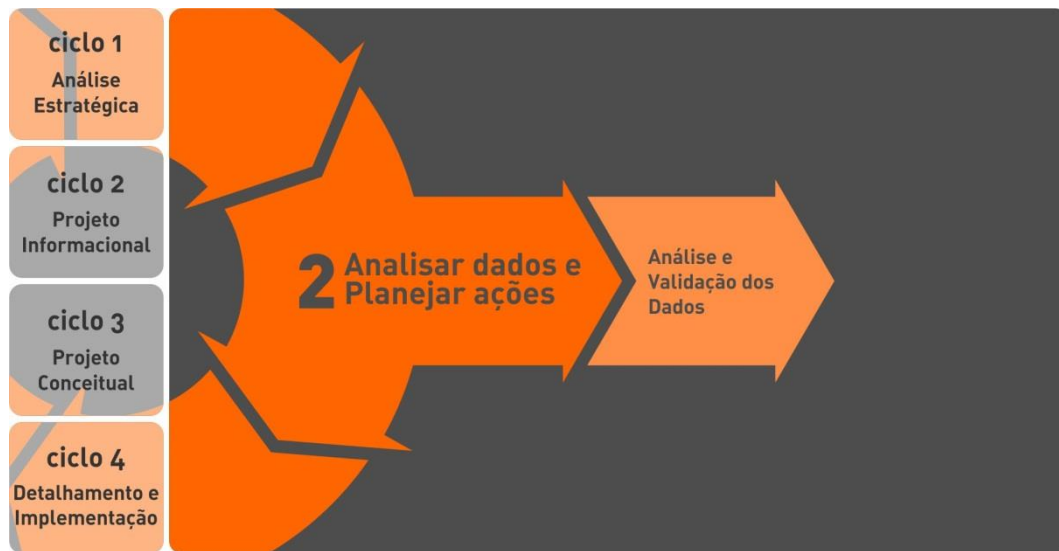 ciclo 1
Análise
Estratégica
ciclo 2
Projeto
Informacional
ciclo 3
Projeto
Conceitual
ciclo 4
Detalhamento e
Implementação
2 Analisar dados e
Planejar ações
Análise e
Validação dos
Dados